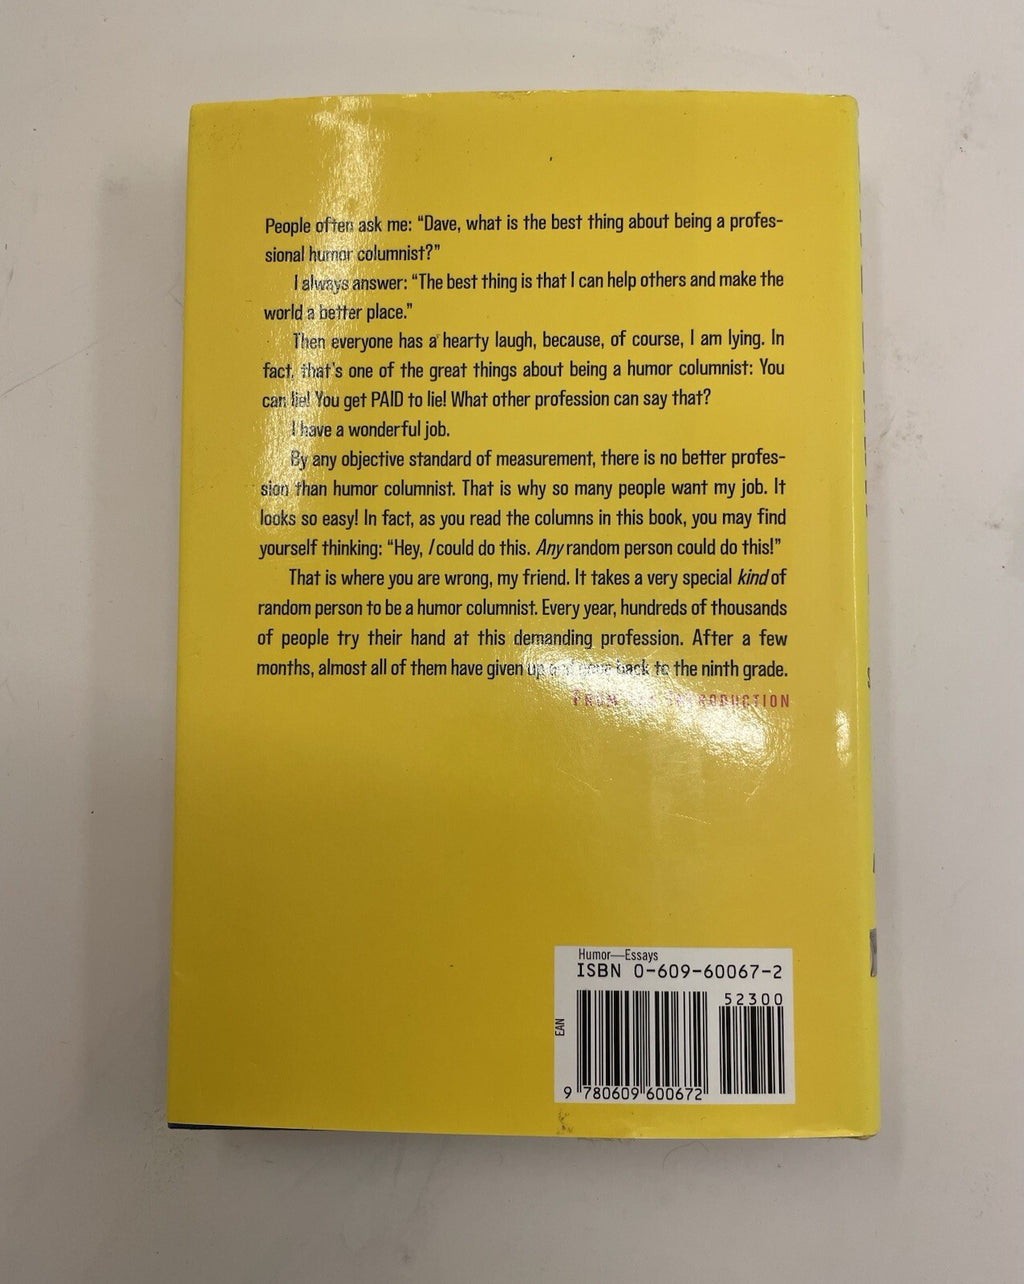 People often ask me: “Dave, what is the best thing about being a profes-
sional humor columnist?”
I always answer: “The best thing is that I can help others and make the
world a better place.”
Then everyone has a hearty laugh, because, of course, I am lying. In
fact, that's one of the great things about being a humor columnist: You
can lie! You get PAID to lie! What other profession can say that?
I have a wonderful job.
By any objective standard of measurement, there is no better profes-
sion than humor columnist. That is why so many people want my job. It
looks so easy! In fact, as you read the columns in this book, you may find
yourself thinking: “Hey, I could do this. Any random person could do this!”
That is where you are wrong, my friend. It takes a very special kind of
random person to be a humor columnist. Every year, hundreds of thousands
of people try their hand at this demanding profession. After a few
months, almost all of them have given up and gone back to the ninth grade.
FROM THE INTRODUCTION
Humor—Essays
ISBN 0-609-60067-2
52300
EAN
9 780609 600672